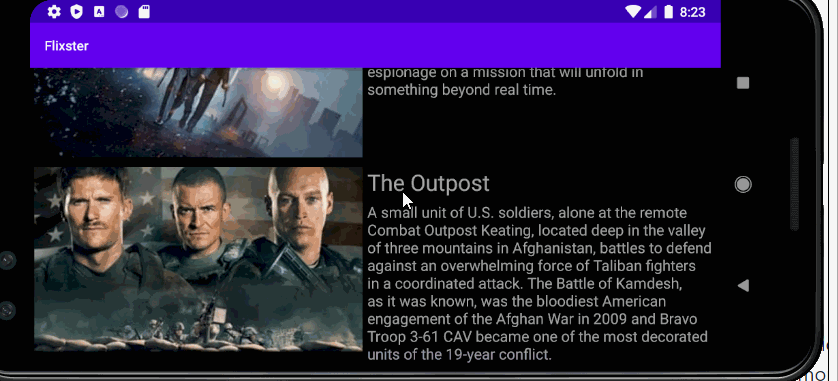 8:23
Flixster
espionage on a mission that will unfold in
something beyond real time.
The Outpost
A small unit of U.S. soldiers, alone at the remote
Combat Outpost Keating, located deep in the valley
of three mountains in Afghanistan, battles to defend
against an overwhelming force of Taliban fighters
in a coordinated attack. The Battle of Kamdesh,
as it was known, was the bloodiest American
engagement of the Afghan War in 2009 and Bravo
Troop 3-61 CAV became one of the most decorated
units of the 19-year conflict.